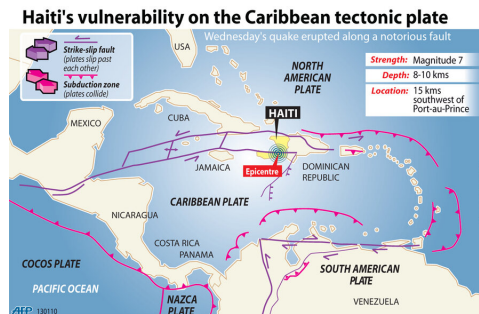 Haiti's vulnerability on the Caribbean tectonic plate
Wednesday's quake erupted along a notorious fault
Strike-slip fault
(plates slip past
each other)
Subduction zone
(plates collide)
USA
NORTH
AMERICAN
PLATE
Strength: Magnitude 7
Depth: 8-10 kms
Location: 15 kms
southwest of
Port-au-Prince
MEXICO
CUBA
HAITI
JAMAICA
Epicentre
DOMINICAN
REPUBLIC
CARIBBEAN PLATE
NICARAGUA
COSTA RICA
PANAMA
COCOS PLATE
PACIFIC OCEAN
NAZCA
PLATE
SOUTH AMERICAN
PLATE
VENEZUELA
AFP 130110